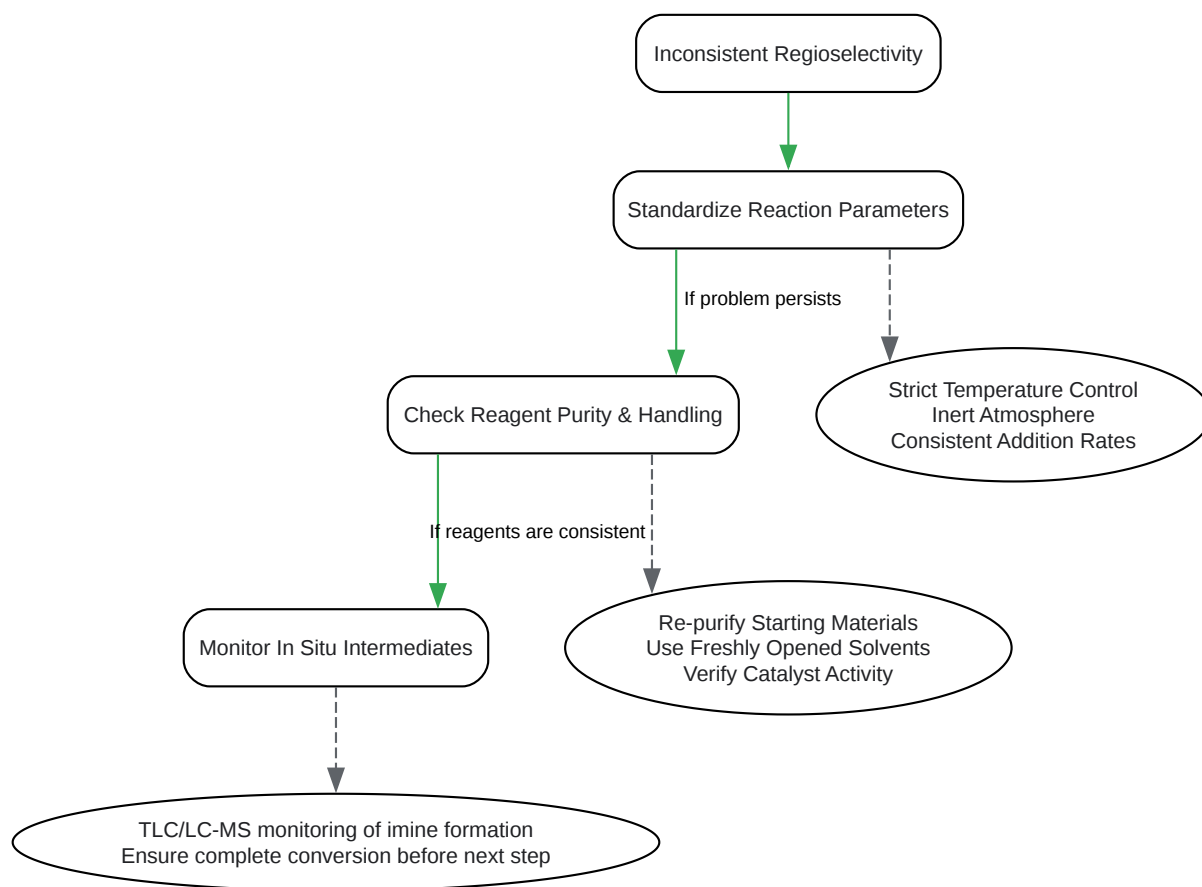 Inconsistent Regioselectivity
Standardize Reaction Parameters
If problem persists
Strict Temperature Control
Inert Atmosphere
Consistent Addition Rates
Check Reagent Purity & Handling
If reagents are consistent
Re-purify Starting Materials
Use Freshly Opened Solvents
Verify Catalyst Activity
Monitor In Situ Intermediates
TLC/LC-MS monitoring of imine formation
Ensure complete conversion before next step